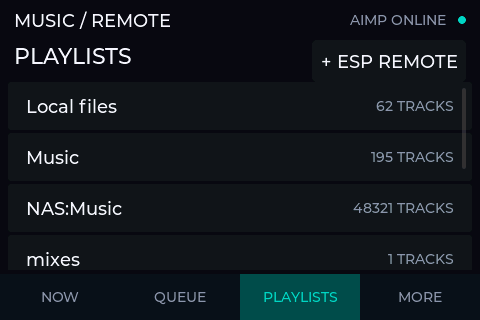 MUSIC / REMOTE
AIMP ONLINE
PLAYLISTS
+ ESP REMOTE
Local files 62 TRACKS
Music 195 TRACKS
NAS:Music 48321 TRACKS
mixes 1 TRACKS
NOW QUEUE PLAYLISTS MORE